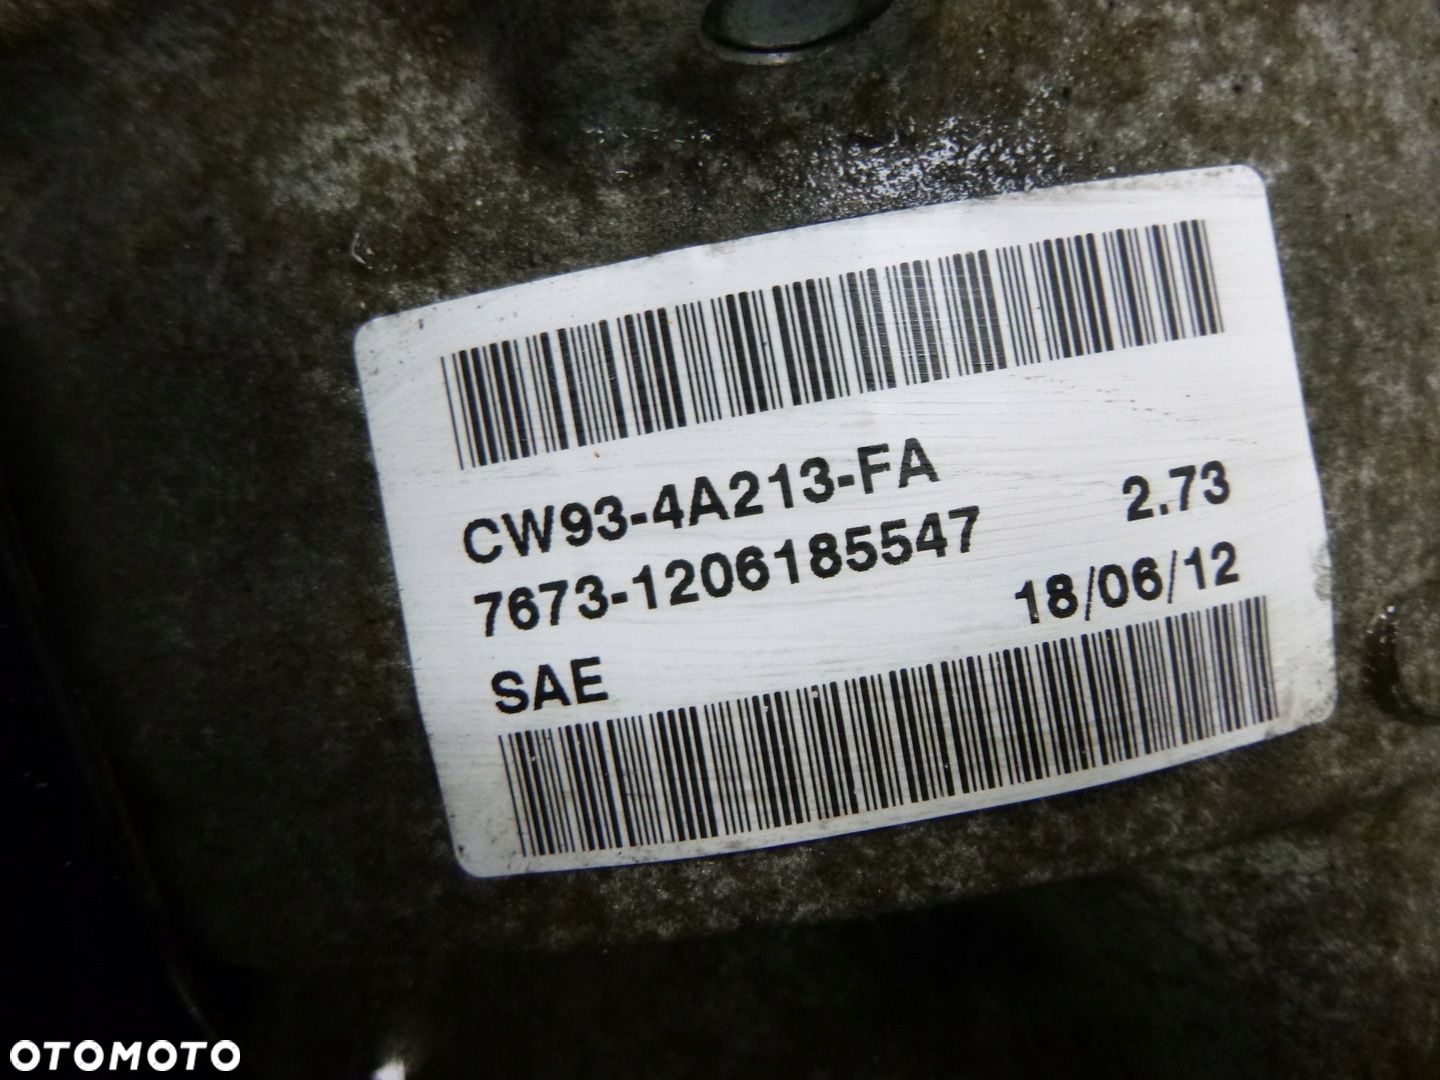 CW93-4A213-FA
2.73
7673-1206185547
18/06/12
SAE
OTOMOTO